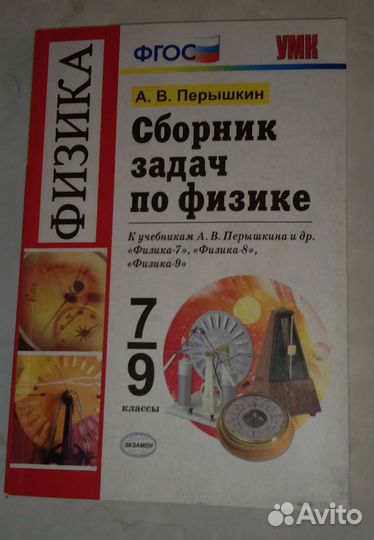 ФИЗИКА
ФГОС
УМК
А. В. Перышкин
Сборник
задач
по физике
К учебникам А. В. Перышкина и др.
«Физика-7», «Физика-8»,
«Физика-9»
7
9
классы
ЭКЗАМЕН
Avito